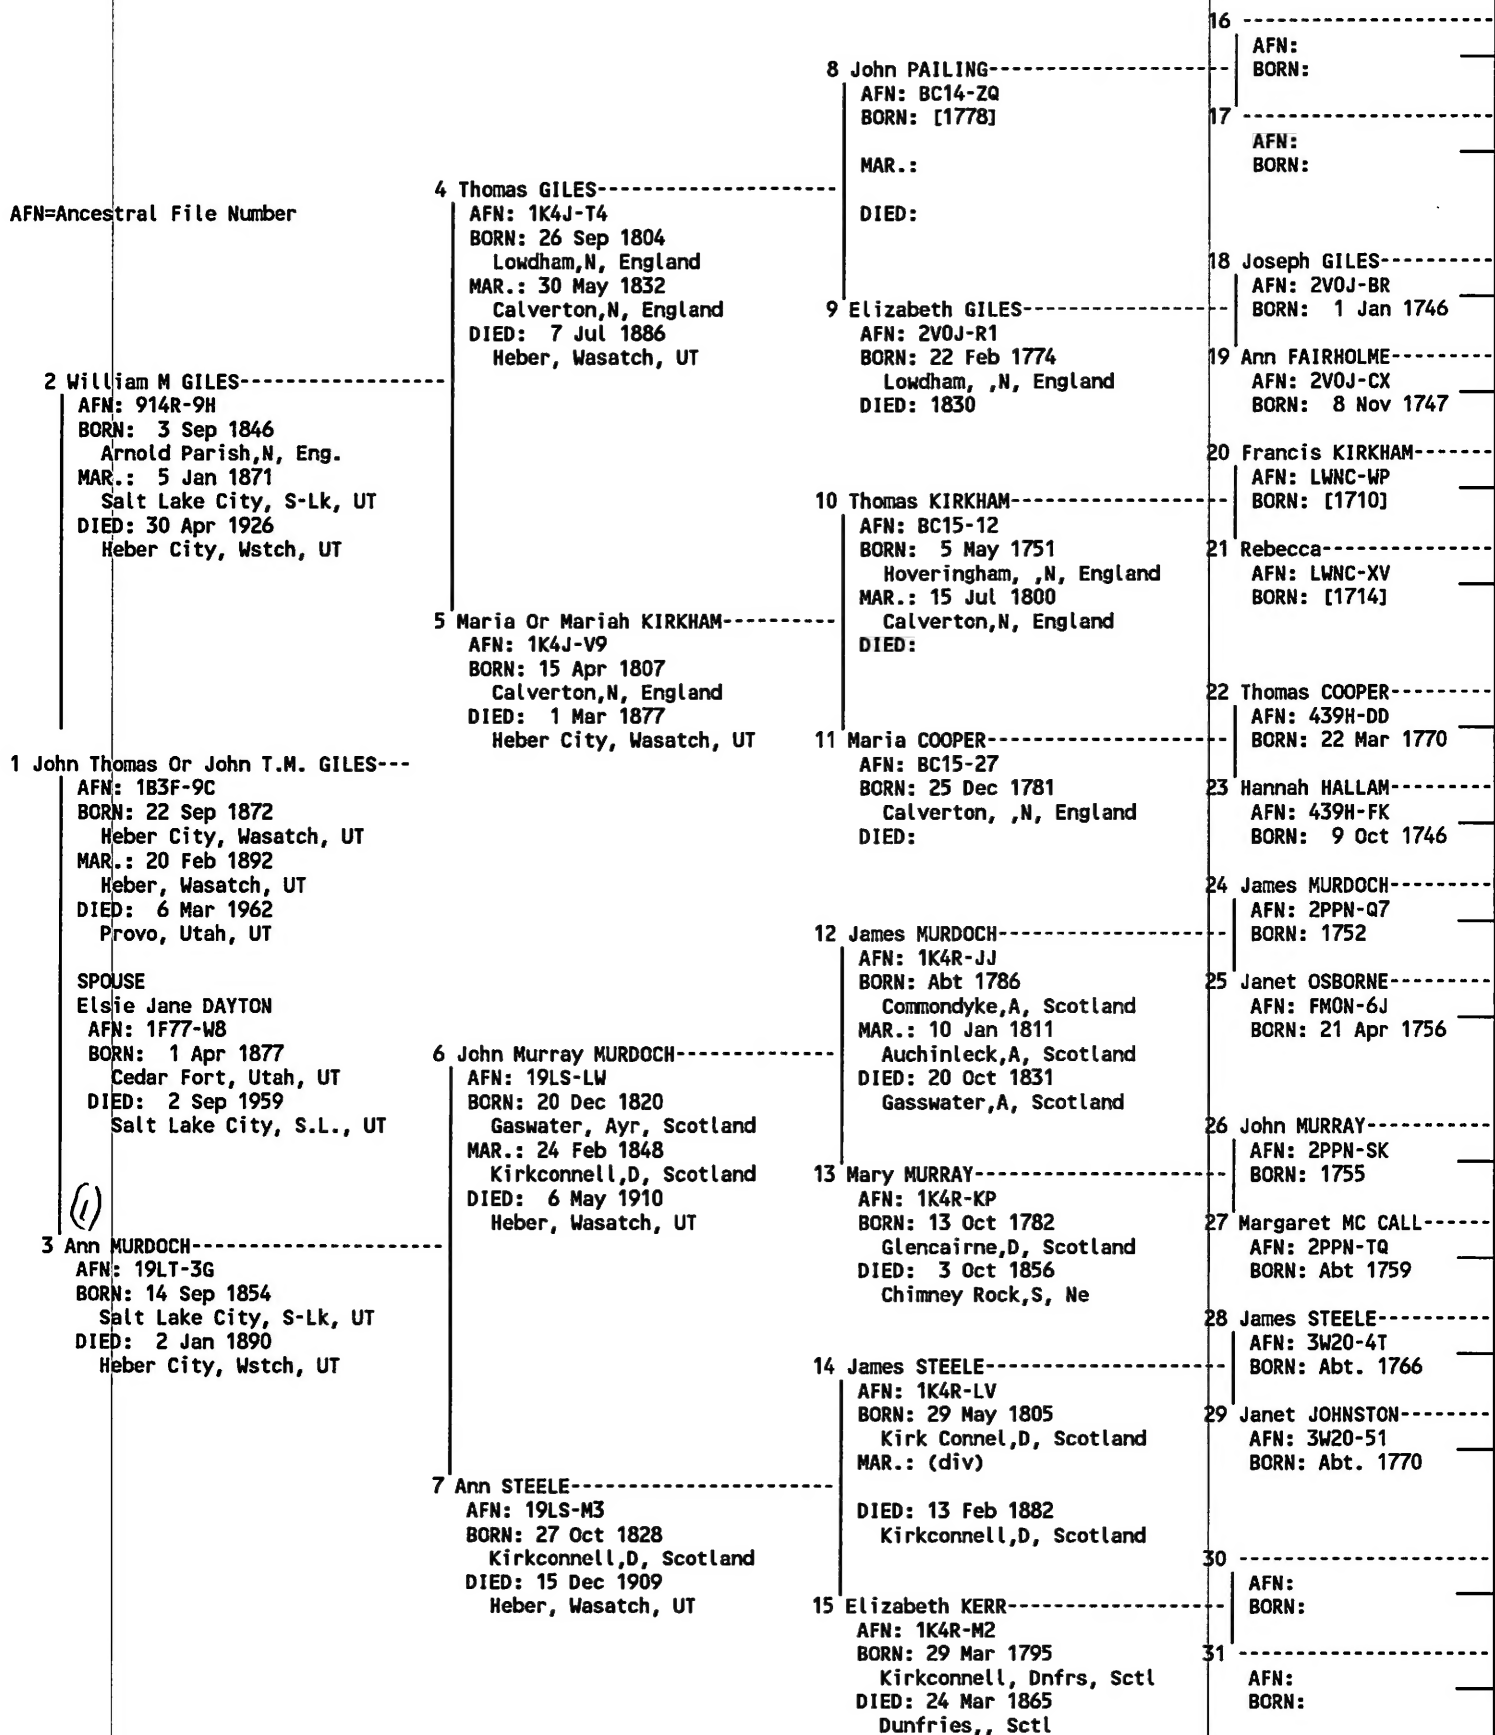 AFN=Ancestral File Number
1 John Thomas Or John T.M. GILES---
AFN: 1B3F-9C
BORN: 22 Sep 1872
Heber City, Wasatch, UT
MAR.: 20 Feb 1892
Heber, Wasatch, UT
DIED: 6 Mar 1962
Provo, Utah, UT
SPOUSE
Elsie Jane DAYTON
AFN: 1F77-W8
BORN: 1 Apr 1877
Cedar Fort, Utah, UT
DIED: 2 Sep 1959
Salt Lake City, S.L., UT
2 William M GILES-----------------
AFN: 914R-9H
BORN: 3 Sep 1846
Arnold Parish,N, Eng.
MAR.: 5 Jan 1871
Salt Lake City, S-Lk, UT
DIED: 30 Apr 1926
Heber City, Wstch, UT
(1)
3 Ann MURDOCH---------------------
AFN: 19LT-3G
BORN: 14 Sep 1854
Salt Lake City, S-Lk, UT
DIED: 2 Jan 1890
Heber City, Wstch, UT
4 Thomas GILES--------------------
AFN: 1K4J-T4
BORN: 26 Sep 1804
Lowdham,N, England
MAR.: 30 May 1832
Calverton,N, England
DIED: 7 Jul 1886
Heber, Wasatch, UT
5 Maria Or Mariah KIRKHAM----------
AFN: 1K4J-V9
BORN: 15 Apr 1807
Calverton,N, England
DIED: 1 Mar 1877
Heber City, Wasatch, UT
6 John Murray MURDOCH-------------
AFN: 19LS-LW
BORN: 20 Dec 1820
Gaswater, Ayr, Scotland
MAR.: 24 Feb 1848
Kirkconnell,D, Scotland
DIED: 6 May 1910
Heber, Wasatch, UT
7 Ann STEELE----------------------
AFN: 19LS-M3
BORN: 27 Oct 1828
Kirkconnell,D, Scotland
DIED: 15 Dec 1909
Heber, Wasatch, UT
8 John PAILING--------------------
AFN: BC14-ZQ
BORN: [1778]
MAR.:
DIED:
9 Elizabeth GILES-----------------
AFN: 2V0J-R1
BORN: 22 Feb 1774
Lowdham, ,N, England
DIED: 1830
10 Thomas KIRKHAM------------------
AFN: BC15-12
BORN: 5 May 1751
Hoveringham, ,N, England
MAR.: 15 Jul 1800
Calverton,N, England
DIED:
11 Maria COOPER--------------------
AFN: BC15-27
BORN: 25 Dec 1781
Calverton, ,N, England
DIED:
12 James MURDOCH-------------------
AFN: 1K4R-JJ
BORN: Abt 1786
Commondyke,A, Scotland
MAR.: 10 Jan 1811
Auchinleck,A, Scotland
DIED: 20 Oct 1831
Gasswater,A, Scotland
13 Mary MURRAY---------------------
AFN: 1K4R-KP
BORN: 13 Oct 1782
Glencairne,D, Scotland
DIED: 3 Oct 1856
Chimney Rock,S, Ne
14 James STEELE--------------------
AFN: 1K4R-LV
BORN: 29 May 1805
Kirk Connel,D, Scotland
MAR.: (div)
DIED: 13 Feb 1882
Kirkconnell,D, Scotland
15 Elizabeth KERR------------------
AFN: 1K4R-M2
BORN: 29 Mar 1795
Kirkconnell, Dnfrs, Sctl
DIED: 24 Mar 1865
Dunfries,, Sctl
16 ---------------------
AFN:
BORN:
17 ---------------------
AFN:
BORN:
18 Joseph GILES---------
AFN: 2V0J-BR
BORN: 1 Jan 1746
19 Ann FAIRHOLME--------
AFN: 2V0J-CX
BORN: 8 Nov 1747
20 Francis KIRKHAM------
AFN: LWNC-WP
BORN: [1710]
21 Rebecca--------------
AFN: LWNC-XV
BORN: [1714]
22 Thomas COOPER--------
AFN: 439H-DD
BORN: 22 Mar 1770
23 Hannah HALLAM--------
AFN: 439H-FK
BORN: 9 Oct 1746
24 James MURDOCH--------
AFN: 2PPN-Q7
BORN: 1752
25 Janet OSBORNE--------
AFN: FM0N-6J
BORN: 21 Apr 1756
26 John MURRAY----------
AFN: 2PPN-SK
BORN: 1755
27 Margaret MC CALL-----
AFN: 2PPN-TQ
BORN: Abt 1759
28 James STEELE---------
AFN: 3W20-4T
BORN: Abt. 1766
29 Janet JOHNSTON-------
AFN: 3W20-51
BORN: Abt. 1770
30 ---------------------
AFN:
BORN:
31 ---------------------
AFN:
BORN: